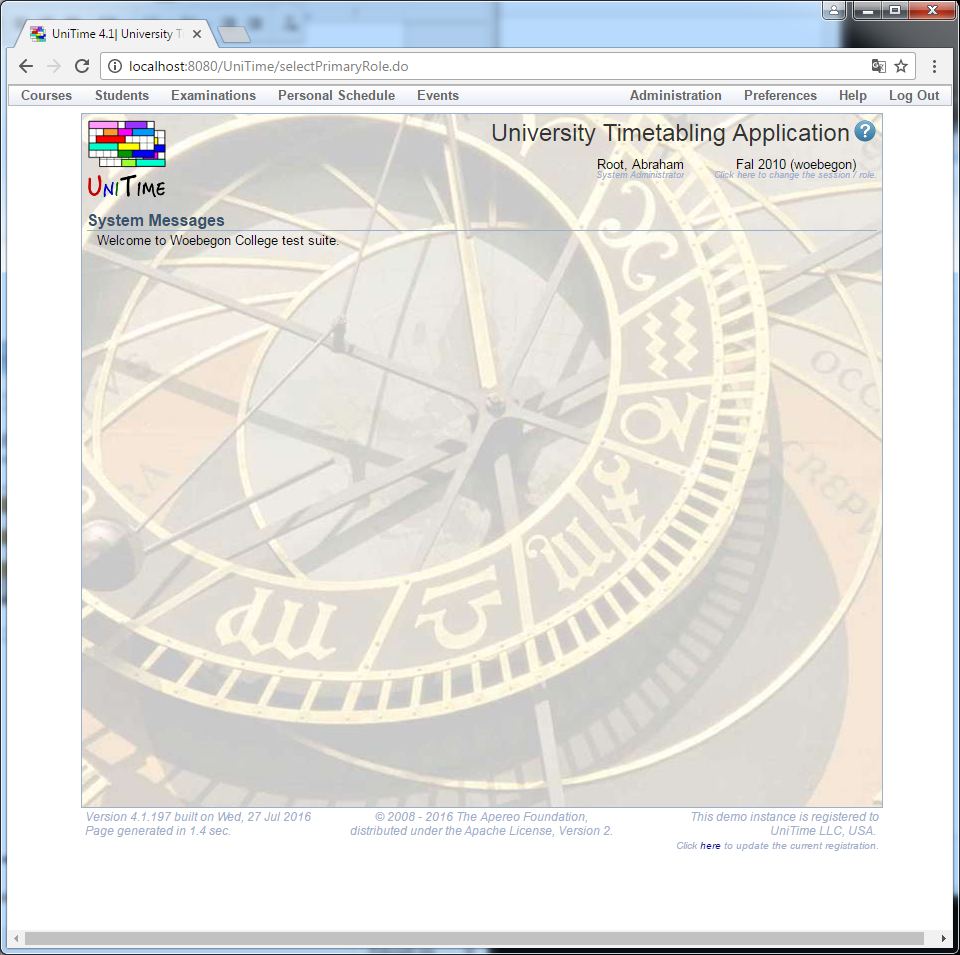 UniTime 4.1| University T
localhost:8080/UniTime/selectPrimaryRole.do
Courses Students Examinations Personal Schedule Events Administration Preferences Help Log Out
UNITIME
University Timetabling Application ?
Root, Abraham Fal 2010 (woebegon)
System Administrator Click here to change the session / role.
System Messages
Welcome to Woebegon College test suite.
OCC
CREP
RA
Version 4.1.197 built on Wed, 27 Jul 2016 © 2008 - 2016 The Apereo Foundation, This demo instance is registered to
Page generated in 1.4 sec. distributed under the Apache License, Version 2. UniTime LLC, USA.
Click here to update the current registration.